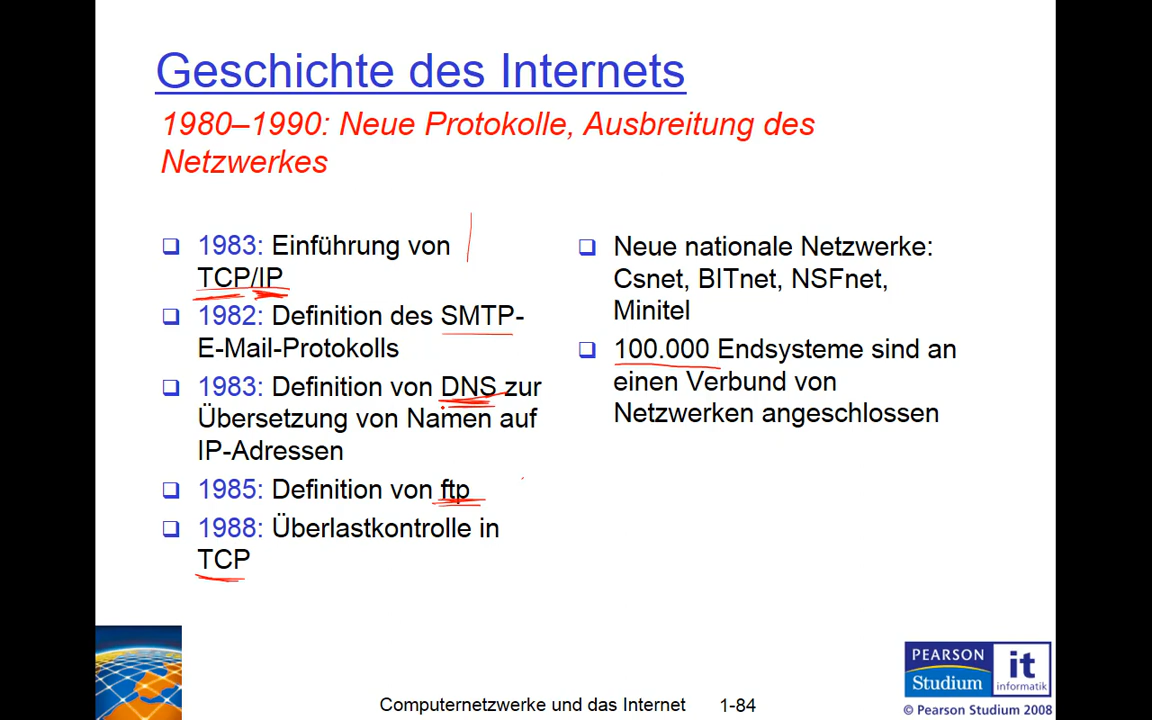 Geschichte des Internets
1980–1990: Neue Protokolle, Ausbreitung des
Netzwerkes
1983: Einführung von
TCP/IP
1982: Definition des SMTP-
E-Mail-Protokolls
1983: Definition von DNS zur
Übersetzung von Namen auf
IP-Adressen
1985: Definition von ftp
1988: Überlastkontrolle in
TCP
Neue nationale Netzwerke:
Csnet, BITnet, NSFnet,
Minitel
100.000 Endsysteme sind an
einen Verbund von
Netzwerken angeschlossen
PEARSON
Studium
it
informatik
Computernetzwerke und das Internet 1-84
© Pearson Studium 2008